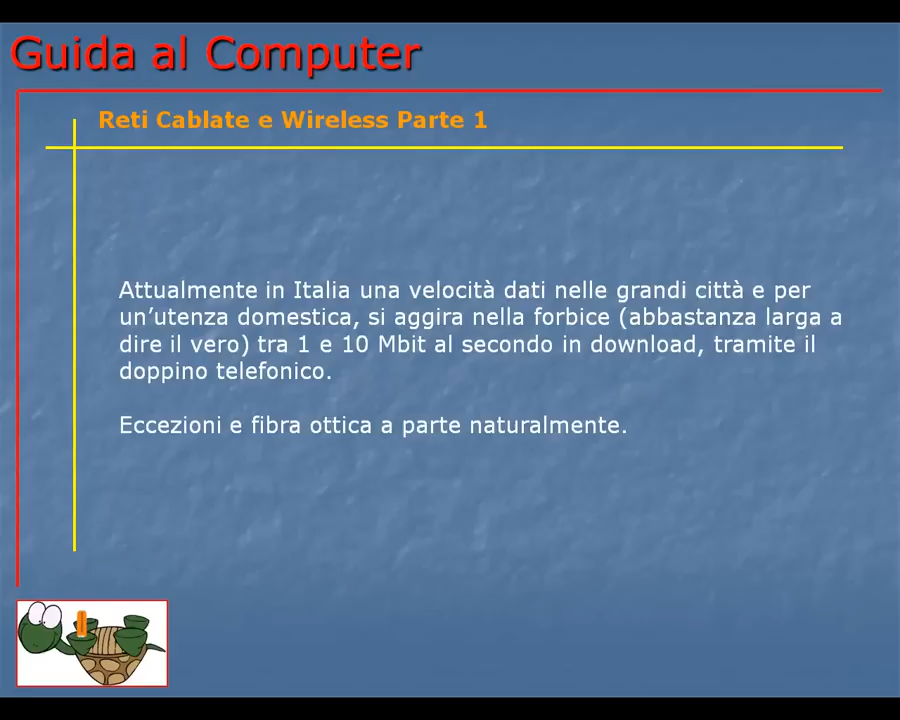 Guida al Computer
Reti Cablate e Wireless Parte 1
Attualmente in Italia una velocità dati nelle grandi città e per
un’utenza domestica, si aggira nella forbice (abbastanza larga a
dire il vero) tra 1 e 10 Mbit al secondo in download, tramite il
doppino telefonico.
Eccezioni e fibra ottica a parte naturalmente.